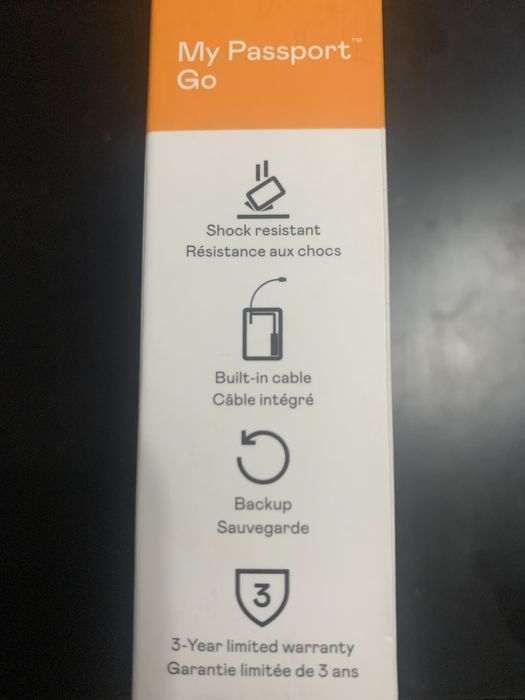 My Passport™
Go
Shock resistant
Résistance aux chocs
Built-in cable
Câble intégré
Backup
Sauvegarde
3
3-Year limited warranty
Garantie limitée de 3 ans